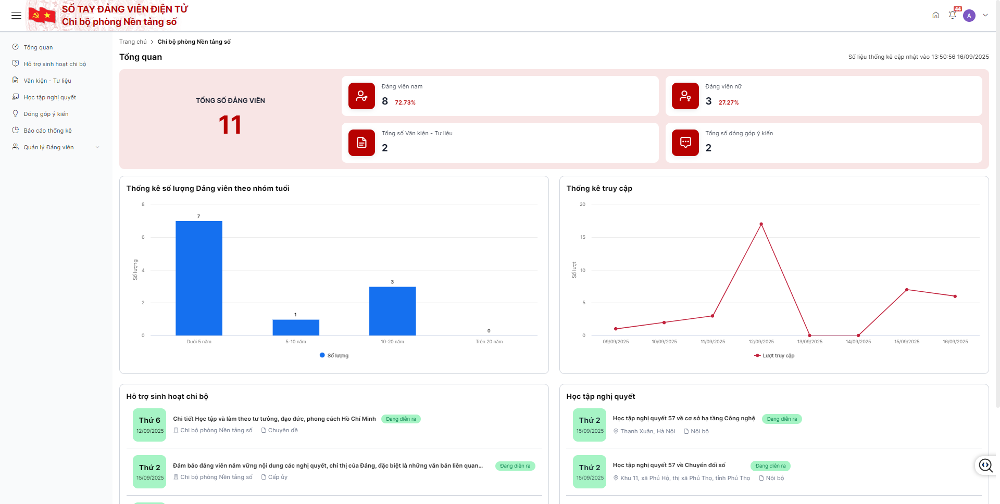 SỔ TAY ĐẢNG VIÊN ĐIỆN TỬ
Chi bộ phòng Nền tảng số
44
A
Tổng quan
Hỗ trợ sinh hoạt chi bộ
Văn kiện - Tư liệu
Học tập nghị quyết
Đóng góp ý kiến
Báo cáo thống kê
Quản lý Đảng viên
Trang chủ > Chi bộ phòng Nền tảng số
Tổng quan
Số liệu thống kê cập nhật vào 13:50:56 16/09/2025
TỔNG SỐ ĐẢNG VIÊN
11
Đảng viên nam
8 72.73%
Đảng viên nữ
3 27.27%
Tổng số Văn kiện - Tư liệu
2
Tổng số đóng góp ý kiến
2
Thống kê số lượng Đảng viên theo nhóm tuổi
Số lượng
8
6
4
2
0
7
1
3
0
Dưới 5 năm
5-10 năm
10-20 năm
Trên 20 năm
Số lượng
Thống kê truy cập
Số lượt
20
15
10
5
0
09/09/2025
10/09/2025
11/09/2025
12/09/2025
13/09/2025
14/09/2025
15/09/2025
16/09/2025
Lượt truy cập
Hỗ trợ sinh hoạt chi bộ
Thứ 6
12/09/2025
Chi tiết Học tập và làm theo tư tưởng, đạo đức, phong cách Hồ Chí Minh
Đang diễn ra
Chi bộ phòng Nền tảng số
Chuyên đề
Thứ 2
15/09/2025
Đảm bảo đảng viên nắm vững nội dung các nghị quyết, chỉ thị của Đảng, đặc biệt là những văn bản liên quan...
Đang diễn ra
Chi bộ phòng Nền tảng số
Cấp ủy
Học tập nghị quyết
Thứ 2
15/09/2025
Học tập nghị quyết 57 về cơ sở hạ tầng Công nghệ
Đang diễn ra
Thanh Xuân, Hà Nội
Nội bộ
Thứ 2
15/09/2025
Học tập nghị quyết 57 về Chuyển đổi số
Đang diễn ra
Khu 11, xã Phú Hộ, thị xã Phú Thọ, tỉnh Phú Thọ
Nội bộ